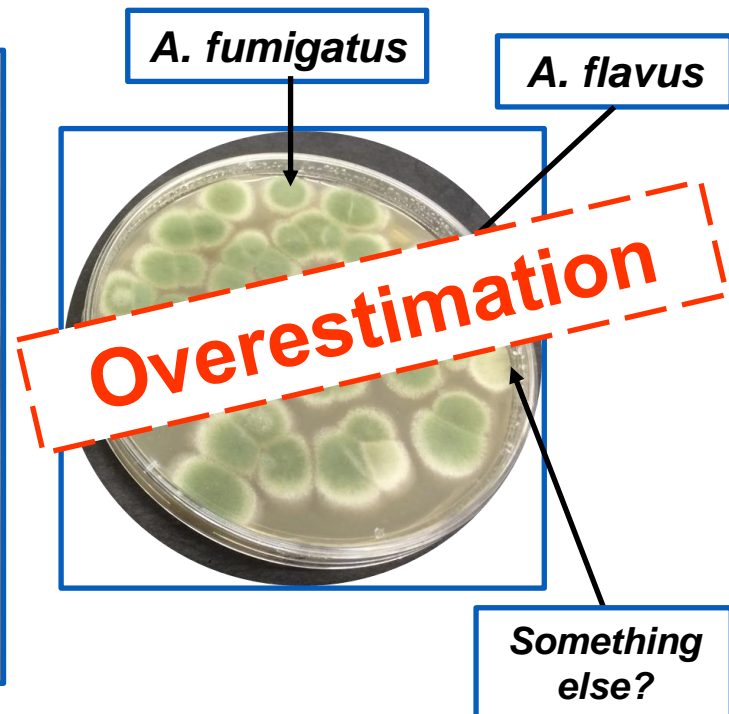 A. fumigatus
A. flavus
Overestimation
Something
else?